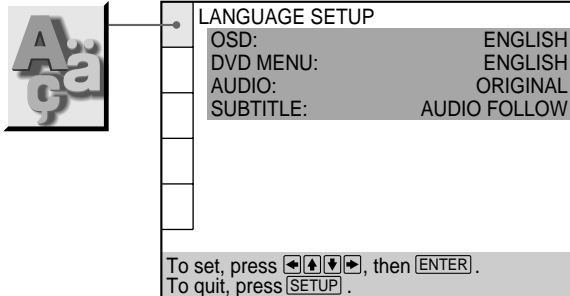 Aäç
LANGUAGE SETUP
OSD: ENGLISH
DVD MENU: ENGLISH
AUDIO: ORIGINAL
SUBTITLE: AUDIO FOLLOW
To set, press ←↑↓→, then ENTER.
To quit, press SETUP.